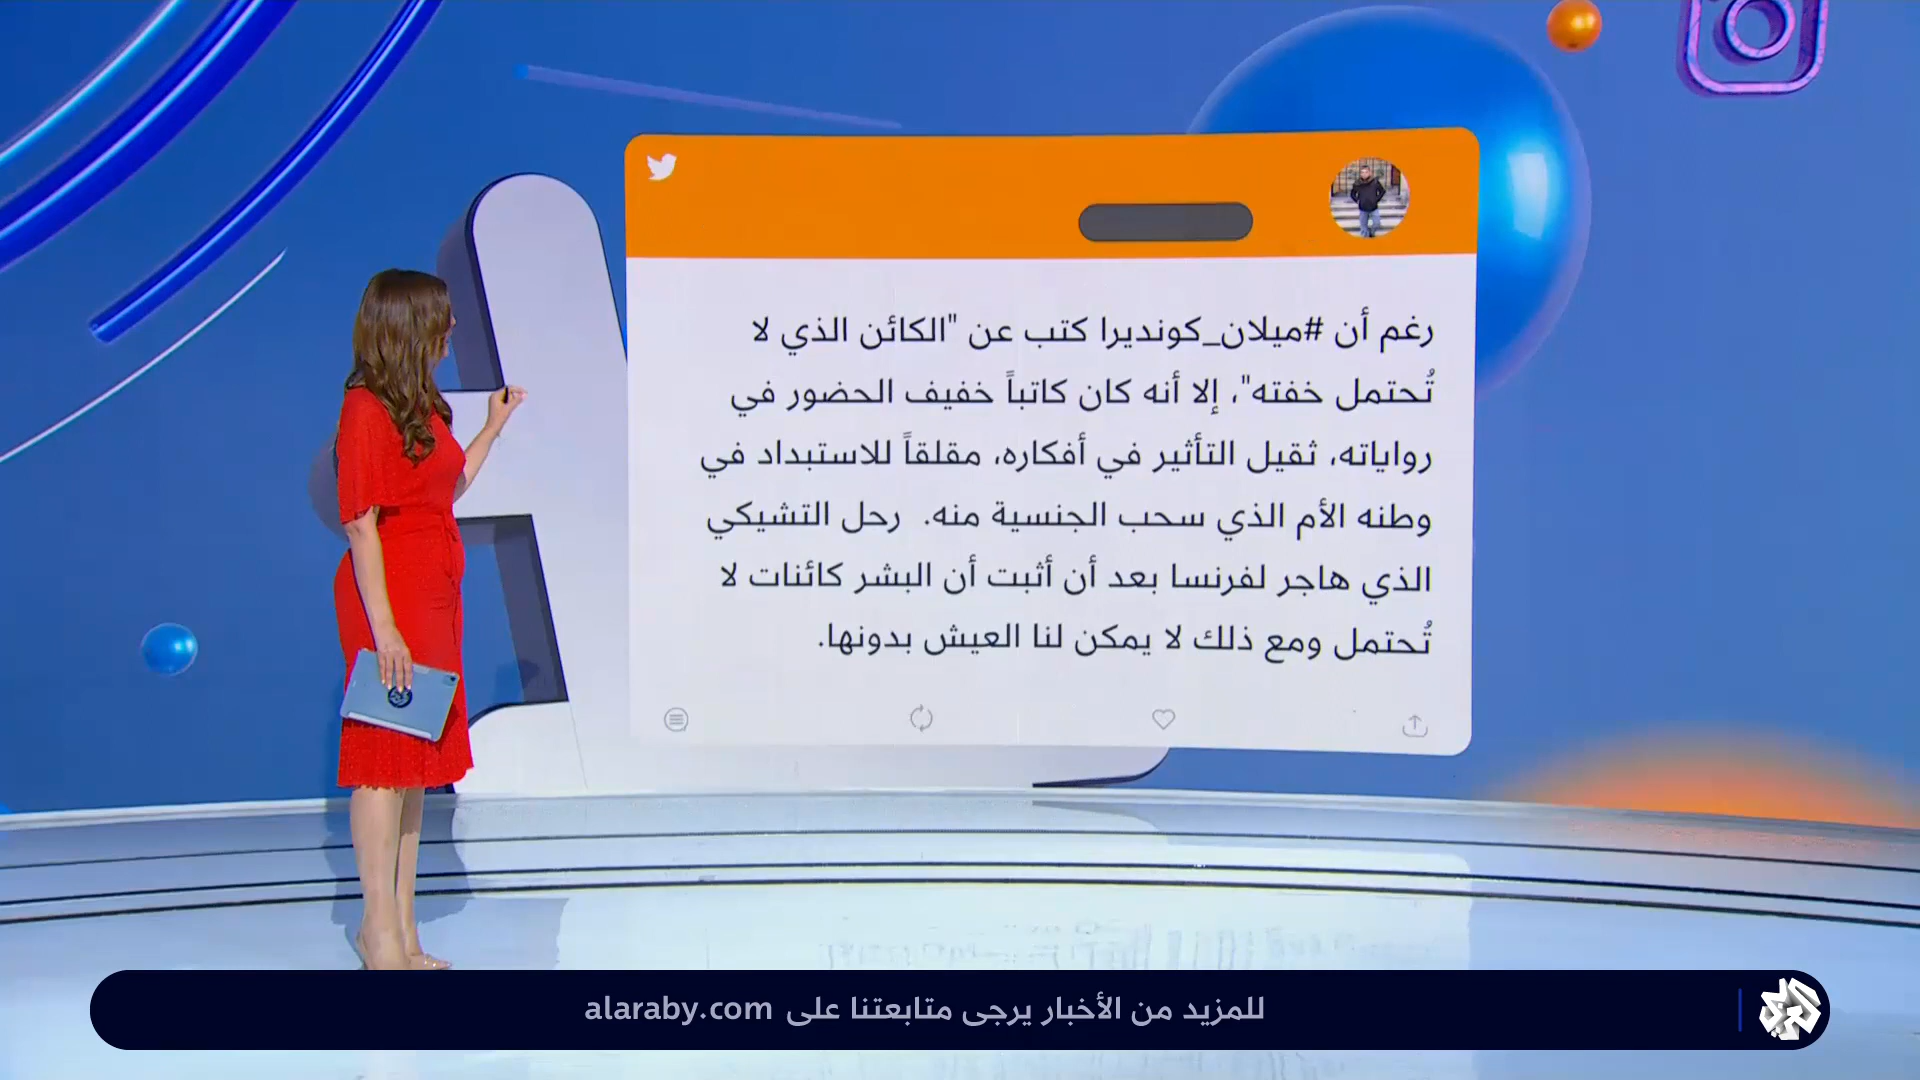 رغم أن #ميلان_كونديرا كتب عن "الكائن الذي لا
تُحتمل خفته"، إلا أنه كان كاتباً خفيف الحضور في
رواياته، ثقيل التأثير في أفكاره، مقلقاً للاستبداد في
وطنه الأم الذي سحب الجنسية منه. رحل التشيكي
الذي هاجر لفرنسا بعد أن أثبت أن البشر كائنات لا
تُحتمل ومع ذلك لا يمكن لنا العيش بدونها.
للمزيد من الأخبار يرجى متابعتنا على alaraby.com